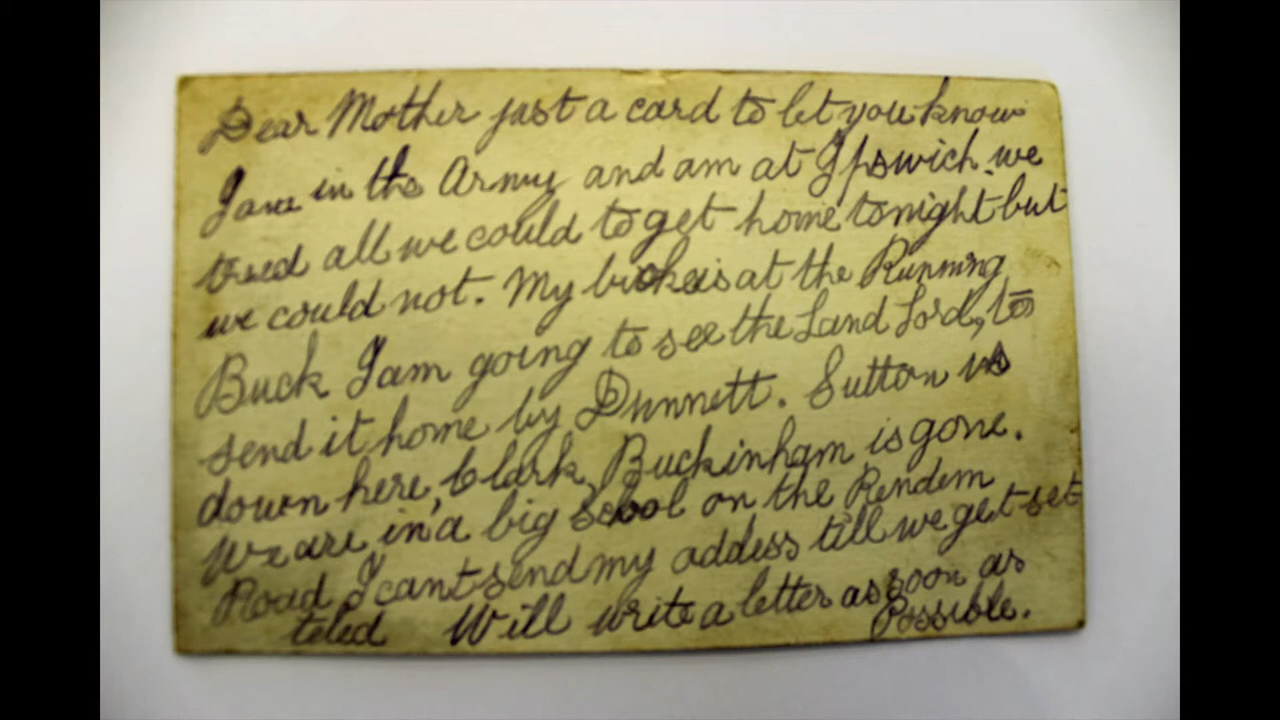 Dear Mother just a card to let you know
I am in the Army and am at Ipswich. we
tried all we could to get home tonight but
we could not. My bicke is at the Running
Buck I am going to see the Land Lord, to
send it home by Dunnett. Sutton is
down here, Clark, Buckinham is gone.
We are in a big scool on the Rendem
Road I cant send my addess till we get set
teled Will write a letter as soon as
Possible.